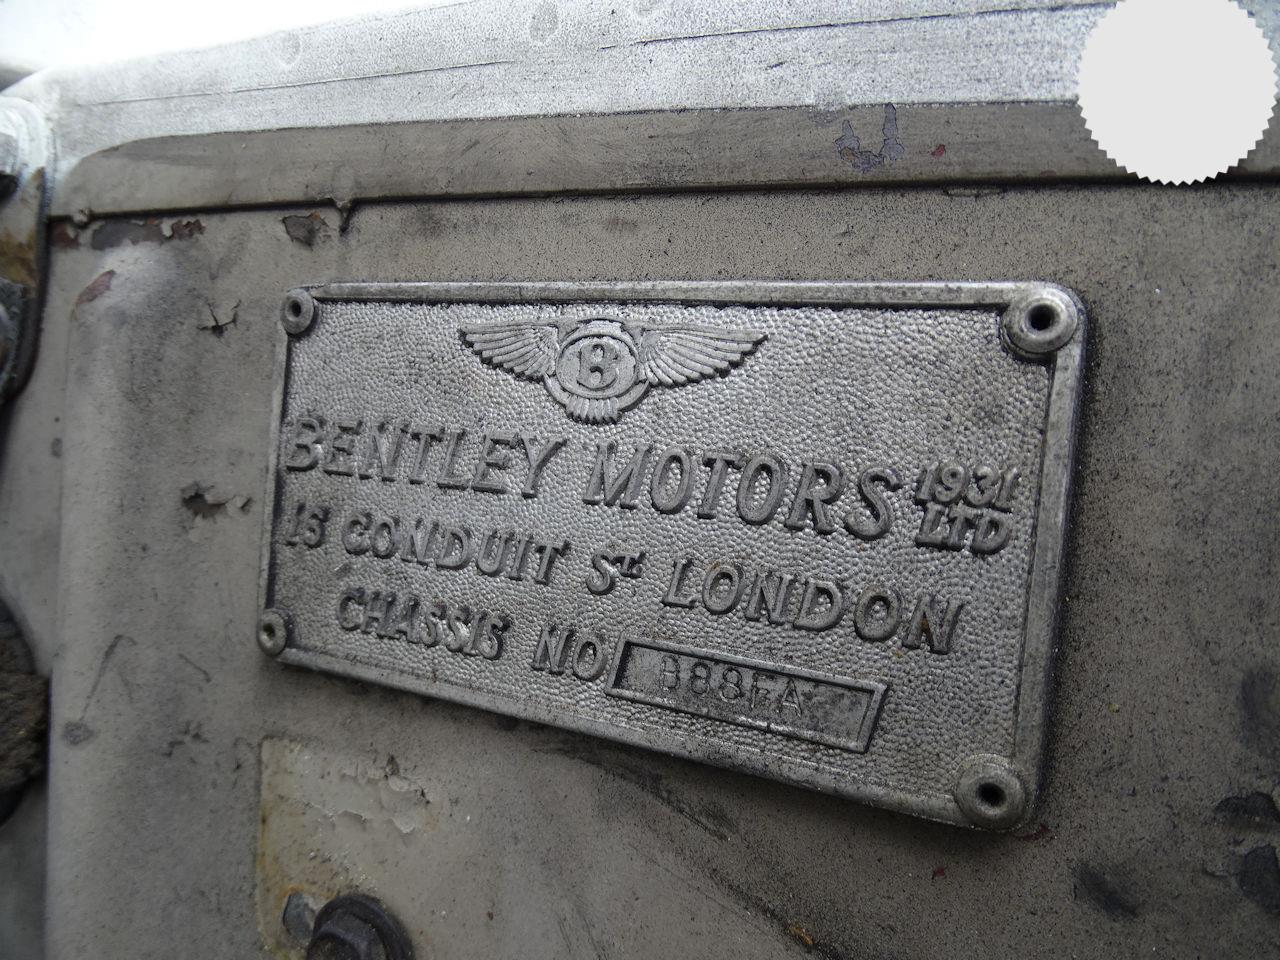 B
BENTLEY MOTORS 1931 LTD
16 CONDUIT ST LONDON
CHASSIS NO B88FA